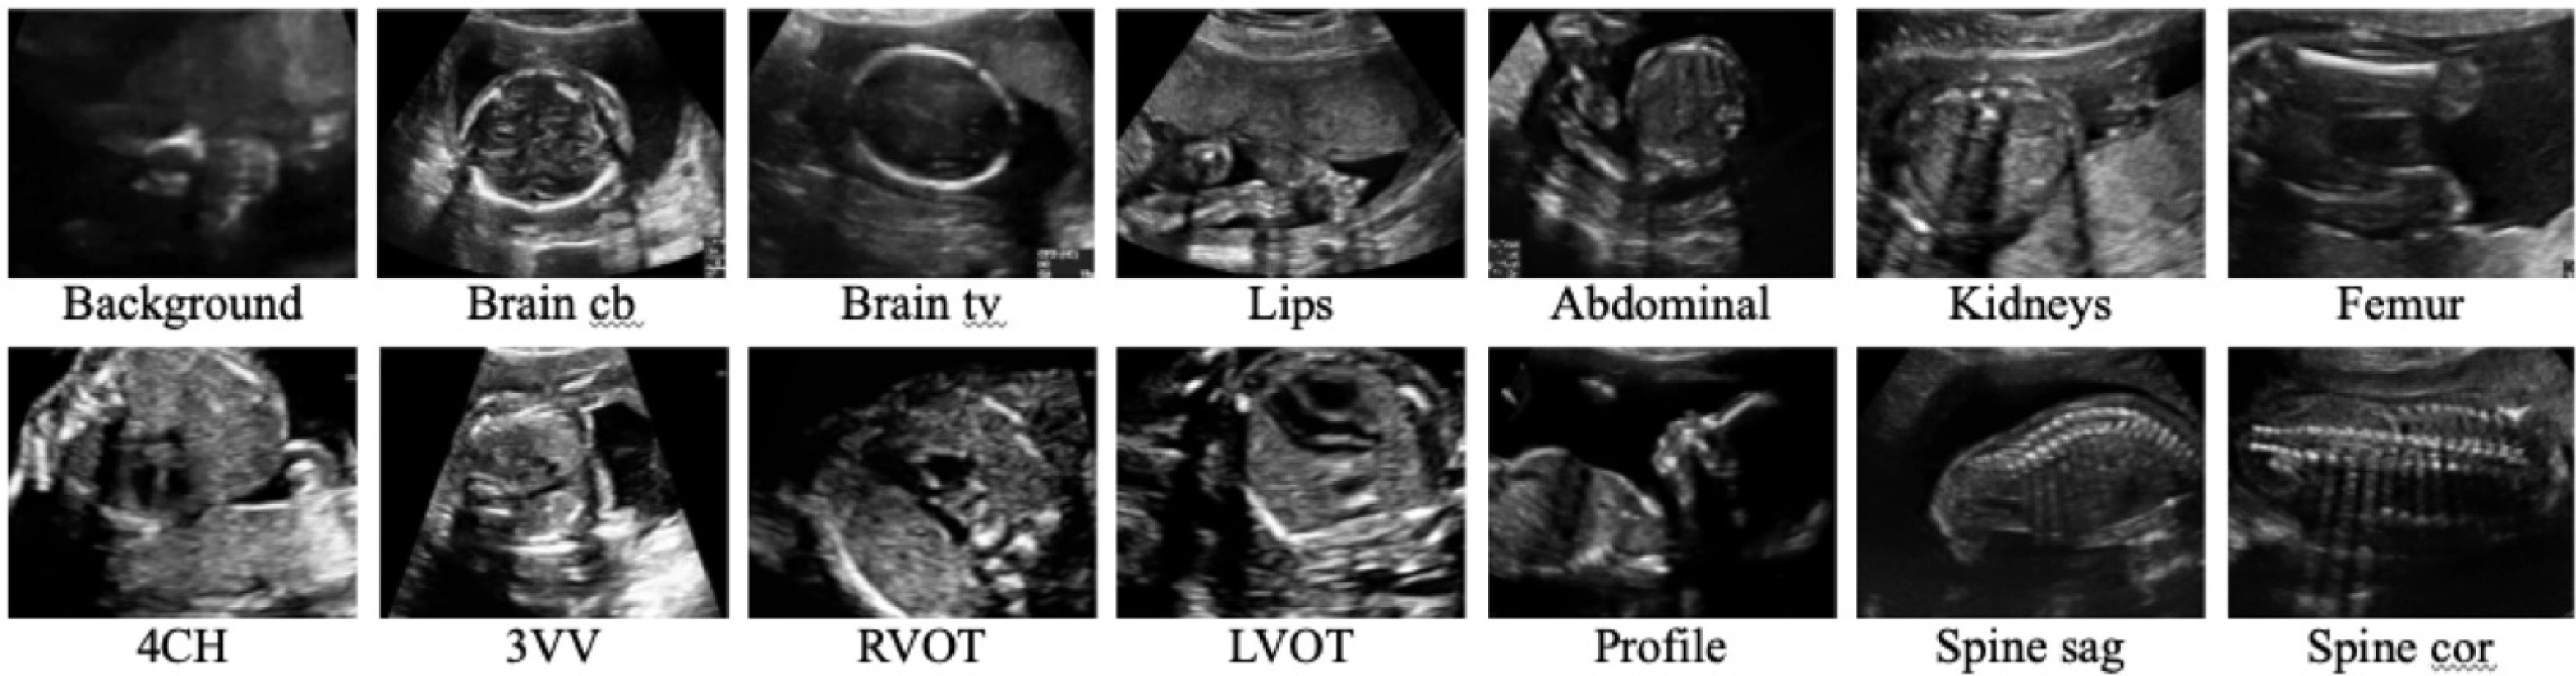 Background Brain cb Brain tv Lips Abdominal Kidneys Femur
4CH 3VV RVOT LVOT Profile Spine sag Spine cor